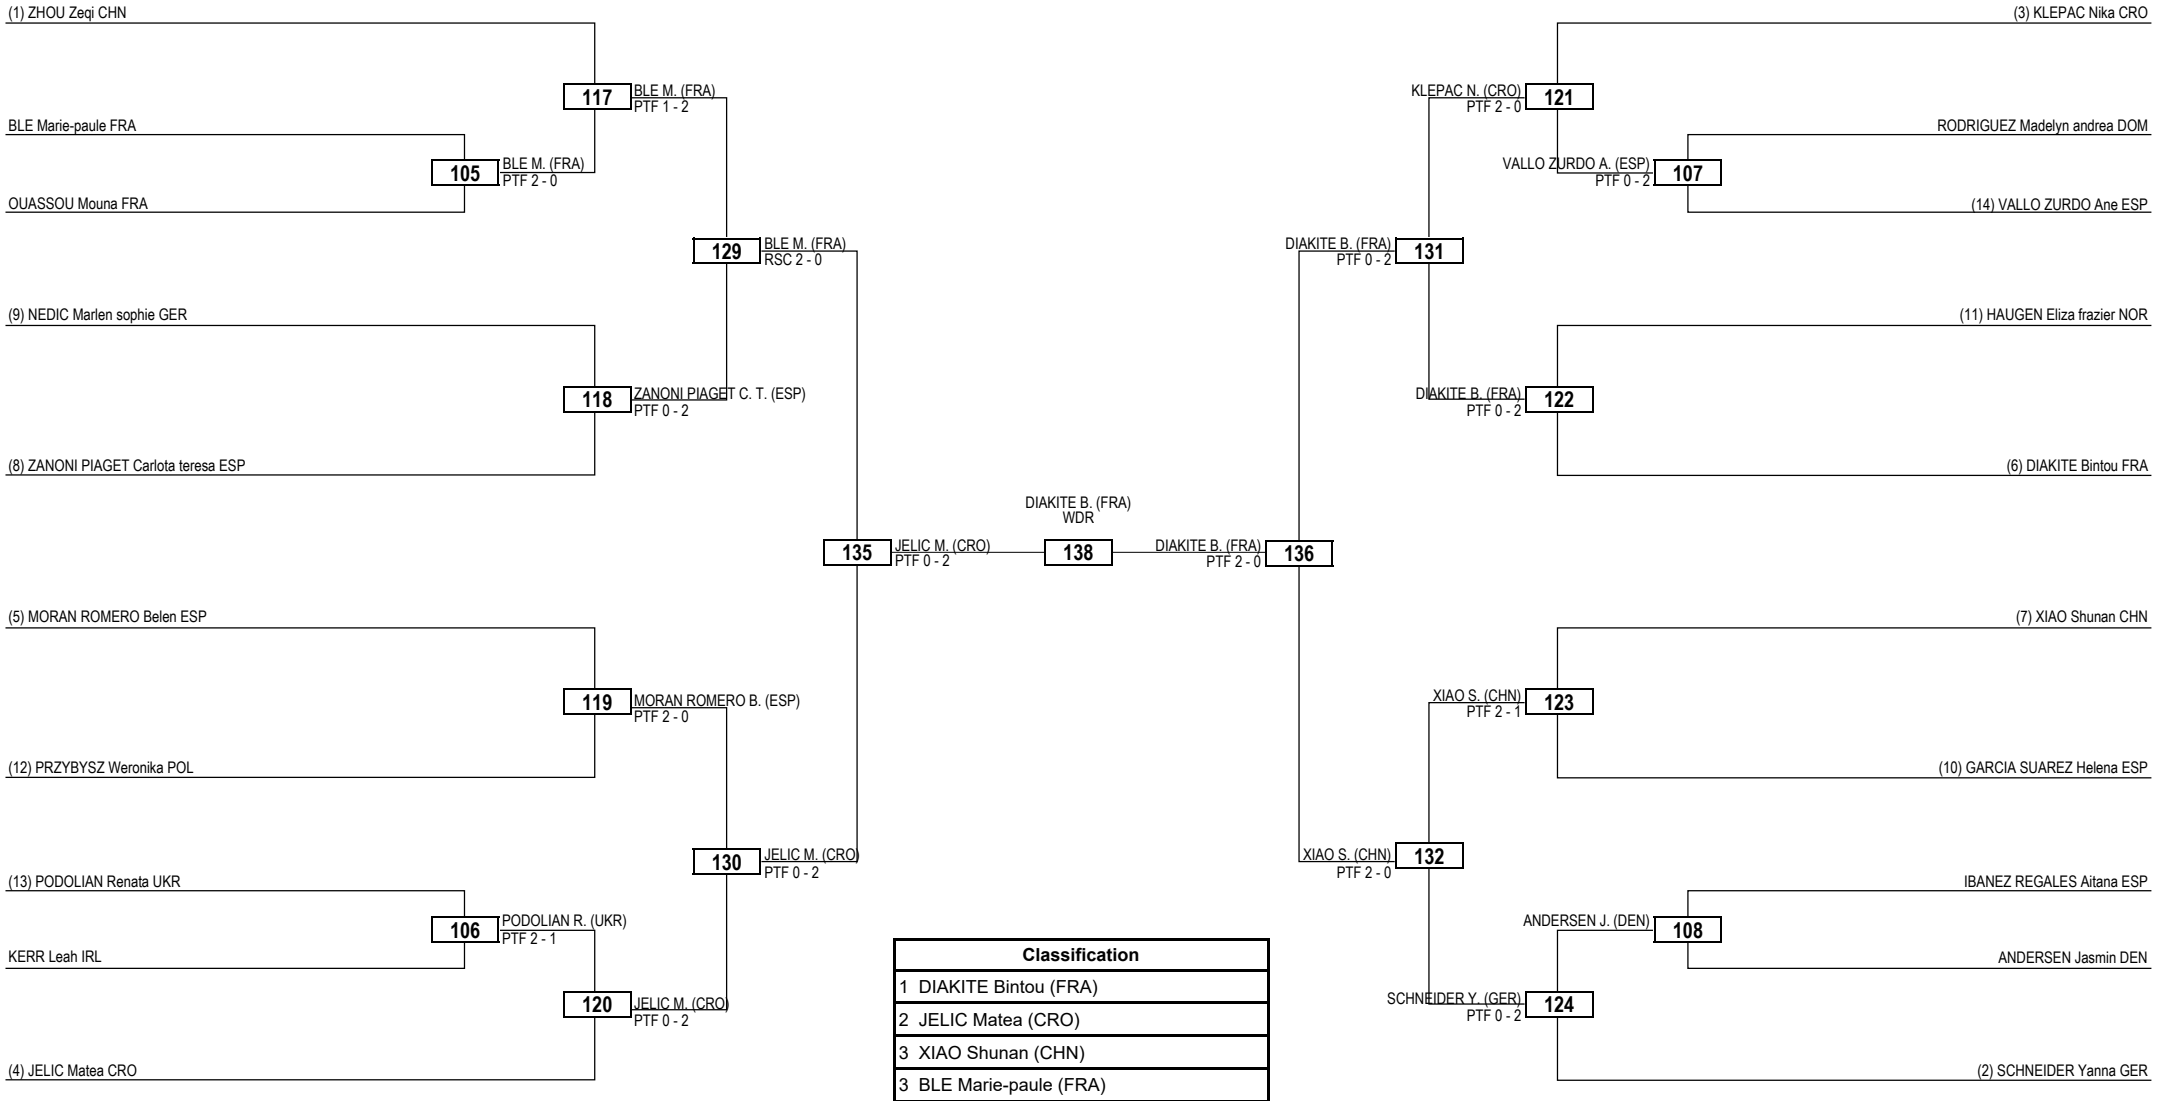 (1) ZHOU Zeqi CHN
117
BLE M. (FRA)
PTF 1 - 2
BLE Marie-paule FRA
105
BLE M. (FRA)
PTF 2 - 0
OUASSOU Mouna FRA
129
BLE M. (FRA)
RSC 2 - 0
(9) NEDIC Marlen sophie GER
118
ZANONI PIAGET C. T. (ESP)
PTF 0 - 2
(8) ZANONI PIAGET Carlota teresa ESP
135
JELIC M. (CRO)
PTF 0 - 2
(5) MORAN ROMERO Belen ESP
119
MORAN ROMERO B. (ESP)
PTF 2 - 0
(12) PRZYBYSZ Weronika POL
130
JELIC M. (CRO)
PTF 0 - 2
(13) PODOLIAN Renata UKR
106
PODOLIAN R. (UKR)
PTF 2 - 1
KERR Leah IRL
120
JELIC M. (CRO)
PTF 0 - 2
(4) JELIC Matea CRO
DIAKITE B. (FRA)
WDR
138
(3) KLEPAC Nika CRO
KLEPAC N. (CRO)
PTF 2 - 0
121
RODRIGUEZ Madelyn andrea DOM
VALLO ZURDO A. (ESP)
PTF 0 - 2
107
(14) VALLO ZURDO Ane ESP
DIAKITE B. (FRA)
PTF 0 - 2
131
(11) HAUGEN Eliza frazier NOR
DIAKITE B. (FRA)
PTF 0 - 2
122
(6) DIAKITE Bintou FRA
DIAKITE B. (FRA)
PTF 2 - 0
136
(7) XIAO Shunan CHN
XIAO S. (CHN)
PTF 2 - 1
123
(10) GARCIA SUAREZ Helena ESP
XIAO S. (CHN)
PTF 2 - 0
132
IBANEZ REGALES Aitana ESP
ANDERSEN J. (DEN)
108
ANDERSEN Jasmin DEN
SCHNEIDER Y. (GER)
PTF 0 - 2
124
(2) SCHNEIDER Yanna GER
Classification
1 DIAKITE Bintou (FRA)
2 JELIC Matea (CRO)
3 XIAO Shunan (CHN)
3 BLE Marie-paule (FRA)